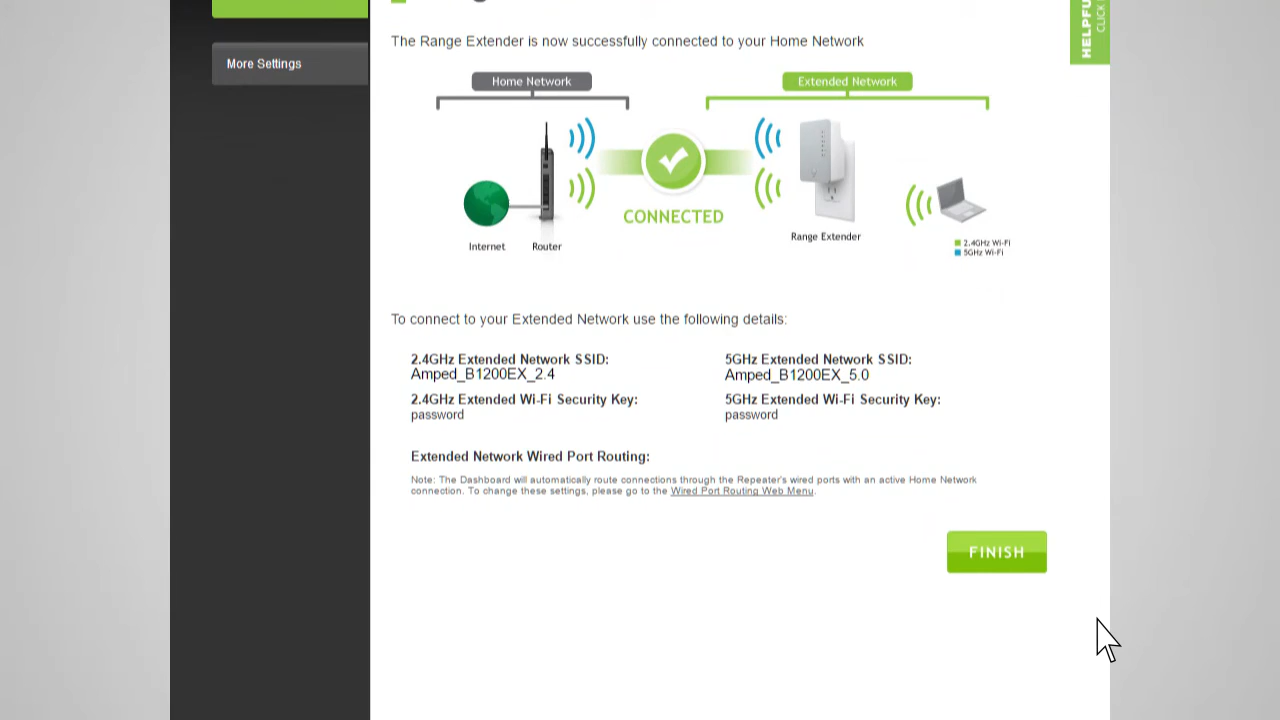 HELPFU
CLICK
More Settings
The Range Extender is now successfully connected to your Home Network
Home Network
Extended Network
CONNECTED
Internet
Router
Range Extender
2.4GHz Wi-Fi
5GHz Wi-Fi
To connect to your Extended Network use the following details:
2.4GHz Extended Network SSID:
Amped_B1200EX_2.4
2.4GHz Extended Wi-Fi Security Key:
password
5GHz Extended Network SSID:
Amped_B1200EX_5.0
5GHz Extended Wi-Fi Security Key:
password
Extended Network Wired Port Routing:
Note: The Dashboard will automatically route connections through the Repeater's wired ports with an active Home Network
connection. To change these settings, please go to the Wired Port Routing Web Menu.
FINISH